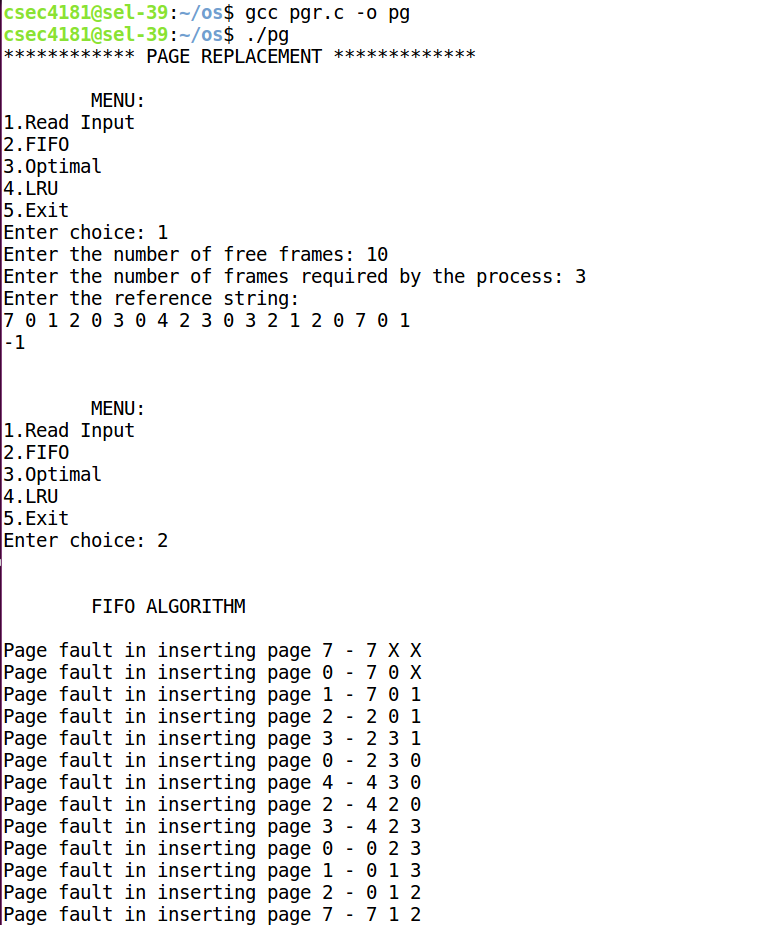 csec4181@sel-39:~/os$ gcc pgr.c -o pg
csec4181@sel-39:~/os$ ./pg
************ PAGE REPLACEMENT *************
MENU:
1.Read Input
2.FIFO
3.Optimal
4.LRU
5.Exit
Enter choice: 1
Enter the number of free frames: 10
Enter the number of frames required by the process: 3
Enter the reference string:
7 0 1 2 0 3 0 4 2 3 0 3 2 1 2 0 7 0 1
-1
MENU:
1.Read Input
2.FIFO
3.Optimal
4.LRU
5.Exit
Enter choice: 2
FIFO ALGORITHM
Page fault in inserting page 7 - 7 X X
Page fault in inserting page 0 - 7 0 X
Page fault in inserting page 1 - 7 0 1
Page fault in inserting page 2 - 2 0 1
Page fault in inserting page 3 - 2 3 1
Page fault in inserting page 0 - 2 3 0
Page fault in inserting page 4 - 4 3 0
Page fault in inserting page 2 - 4 2 0
Page fault in inserting page 3 - 4 2 3
Page fault in inserting page 0 - 0 2 3
Page fault in inserting page 1 - 0 1 3
Page fault in inserting page 2 - 0 1 2
Page fault in inserting page 7 - 7 1 2